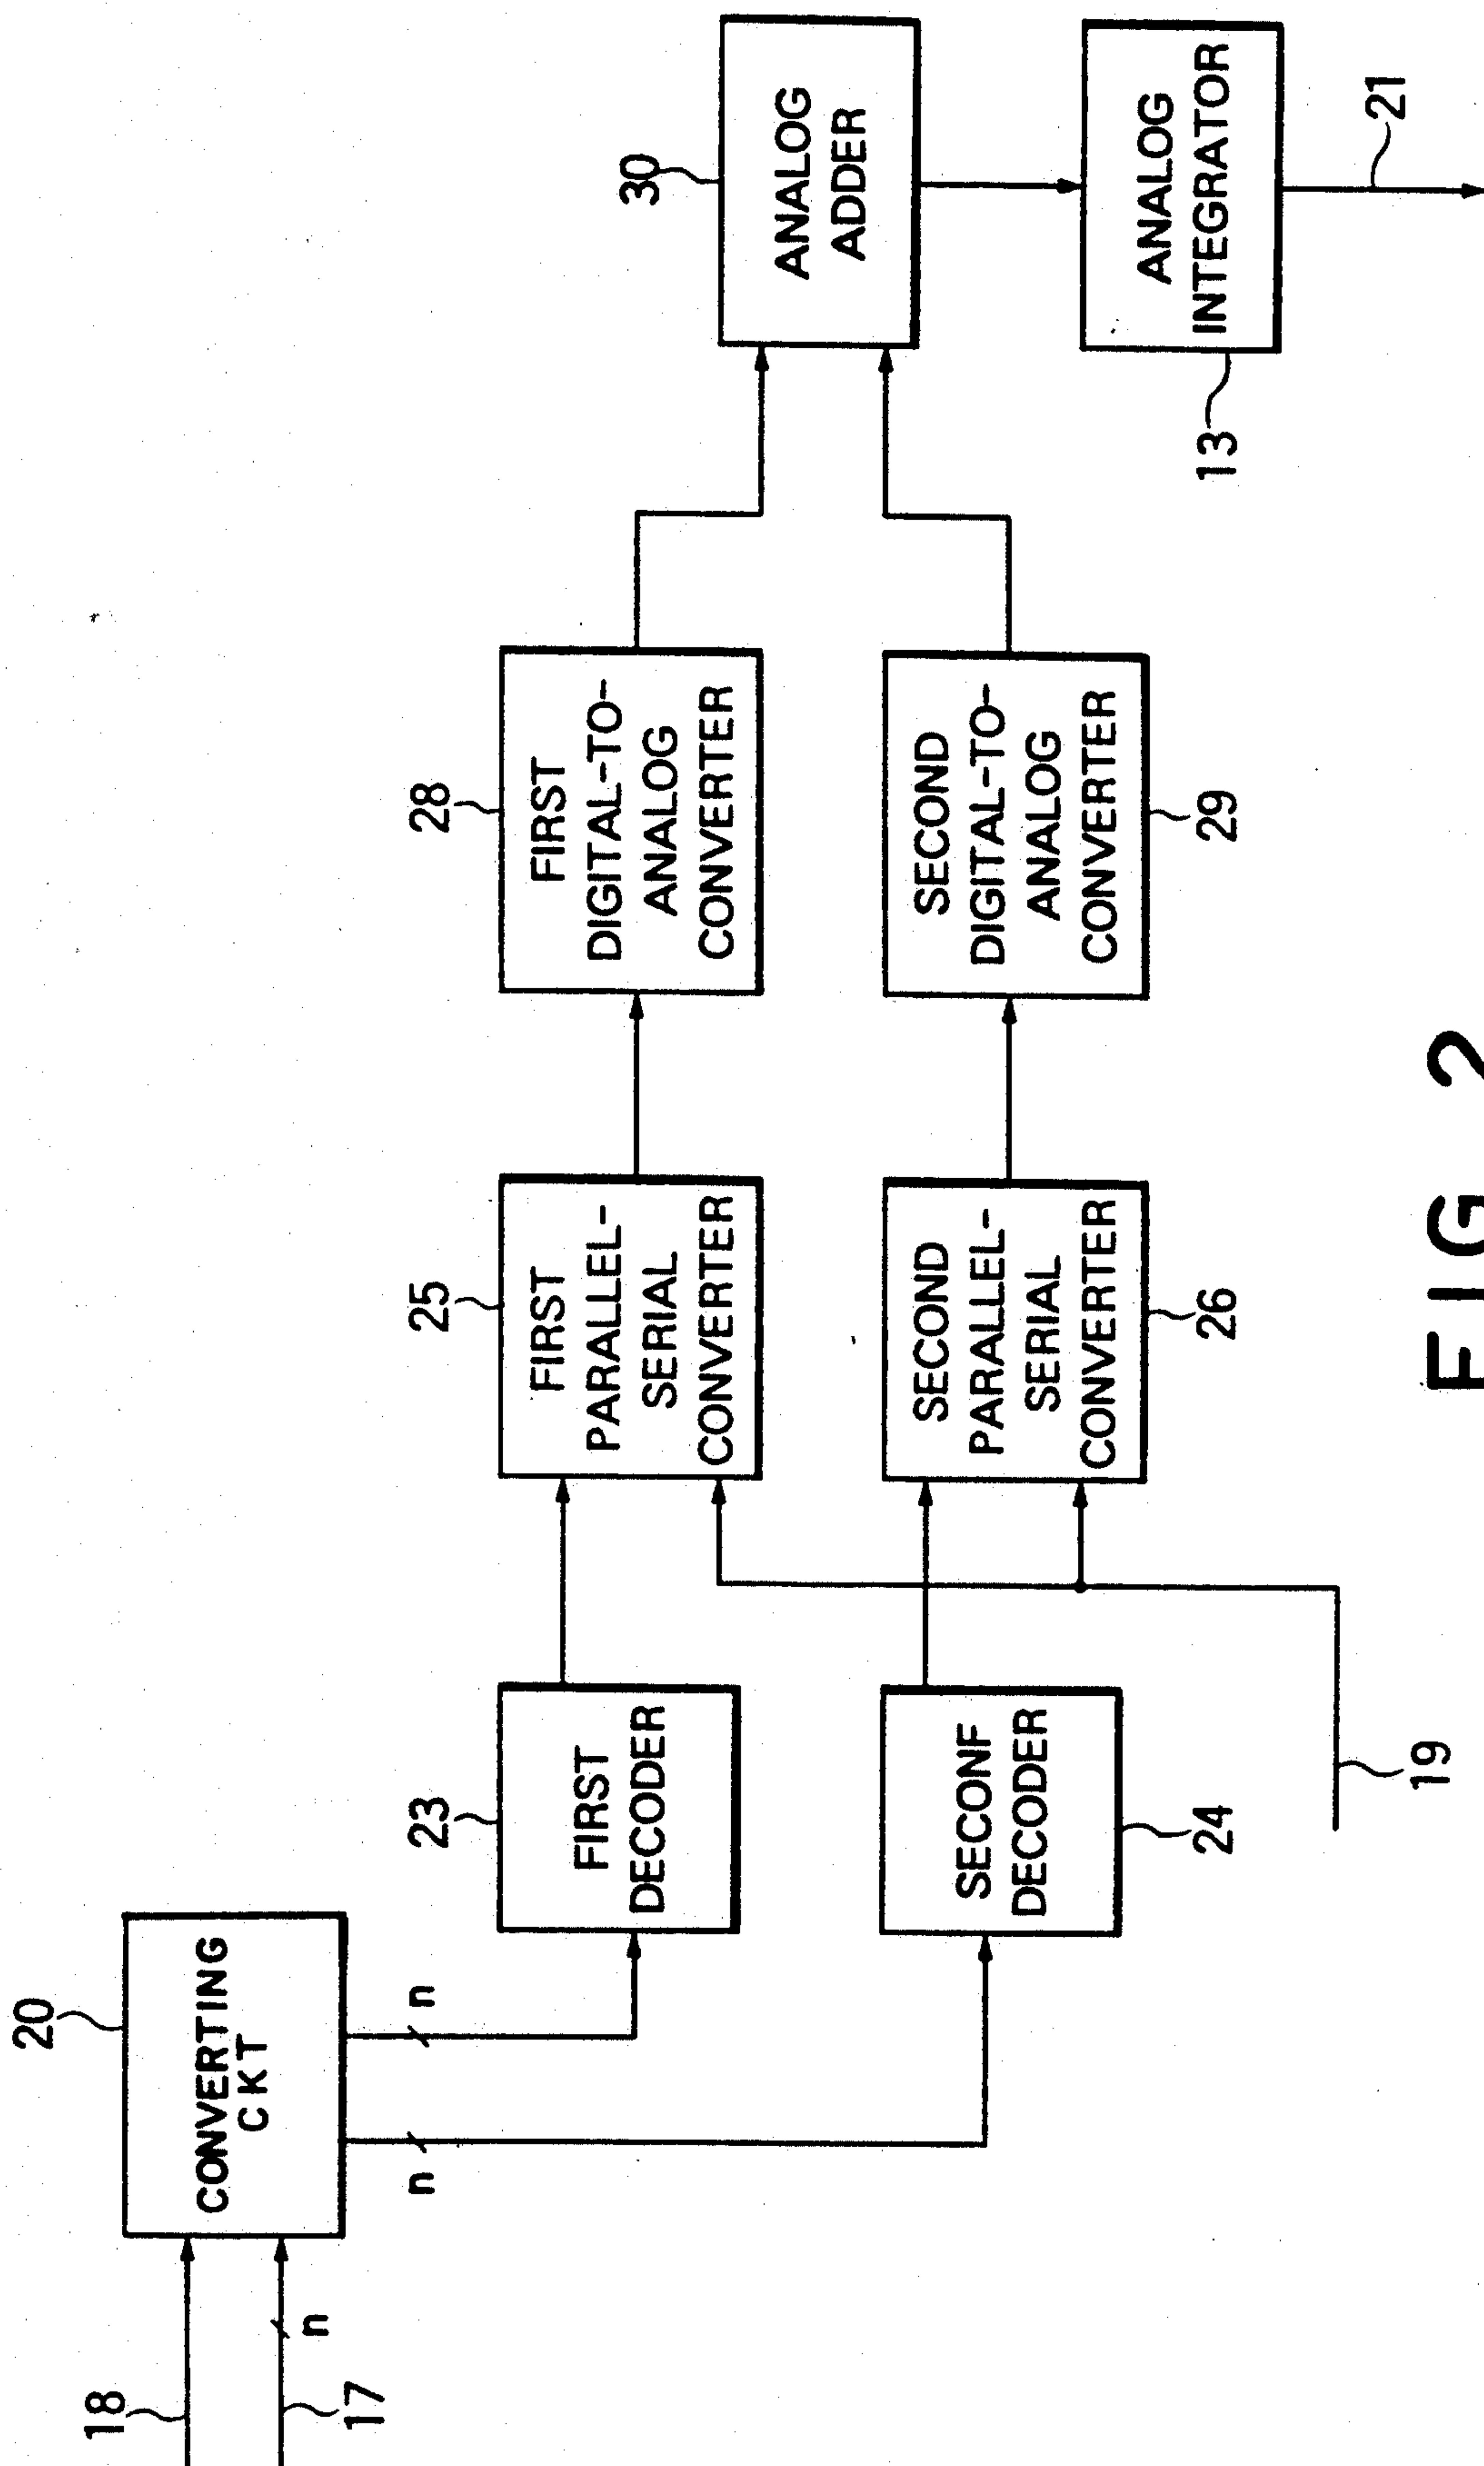 18
17
n
20
CONVERTING
CKT
n
n
23
FIRST
DECODER
SECONF
DECODER
24
19
25
FIRST
PARALLEL-
SERIAL
CONVERTER
SECOND
PARALLEL-
SERIAL
CONVERTER
26
28
FIRST
DIGITAL-TO-
ANALOG
CONVERTER
SECOND
DIGITAL-TO-
ANALOG
CONVERTER
29
30
ANALOG
ADDER
ANALOG
INTEGRATOR
13
21
FIG 2